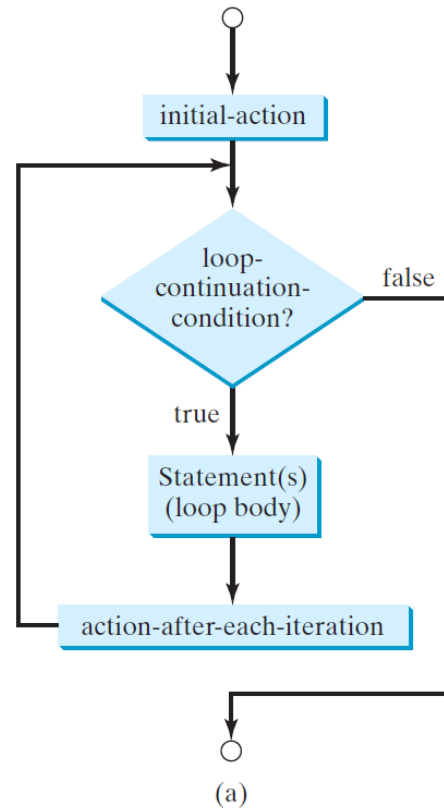 initial-action
loop-
continuation-
condition?
false
true
Statement(s)
(loop body)
action-after-each-iteration
(a)